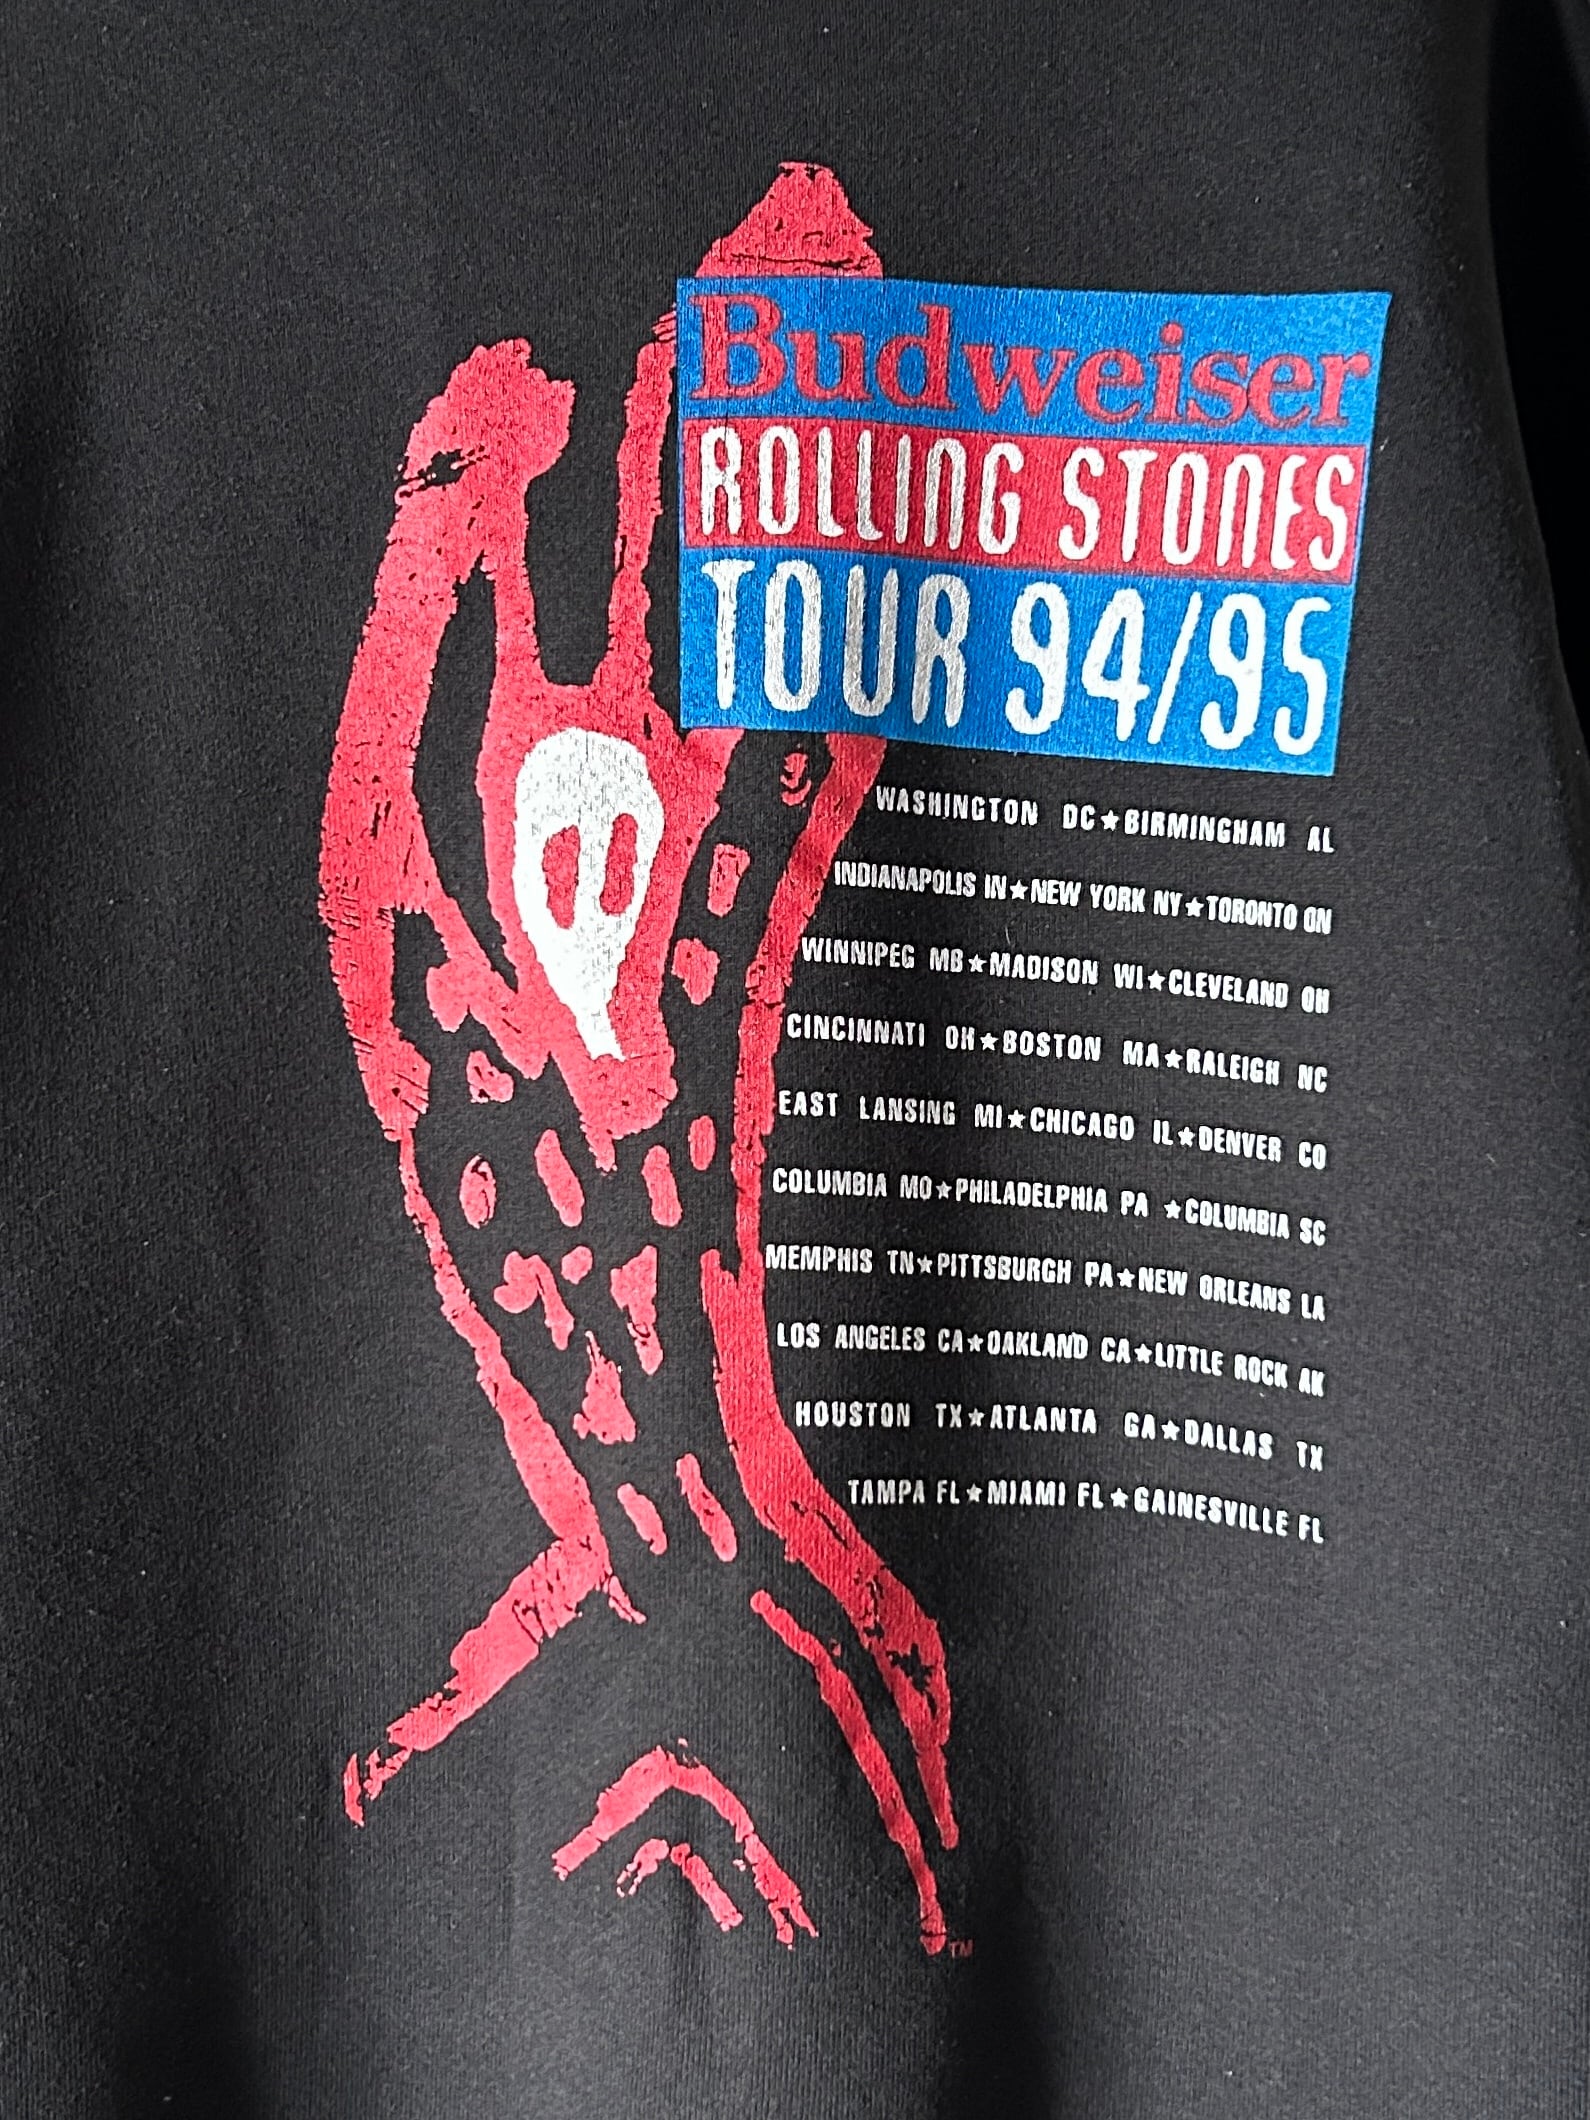 Budweiser
ROLLING STONES
TOUR 94/95
WASHINGTON DC★BIRMINGHAM AL
INDIANAPOLIS IN★NEW YORK NY★TORONTO ON
WINNIPEG MB★MADISON WI★CLEVELAND OH
CINCINNATI OH★BOSTON MA★RALEIGH NC
EAST LANSING MI★CHICAGO IL★DENVER CO
COLUMBIA MO★PHILADELPHIA PA ★COLUMBIA SC
MEMPHIS TN★PITTSBURGH PA★NEW ORLEANS LA
LOS ANGELES CA★OAKLAND CA★LITTLE ROCK AK
HOUSTON TX★ATLANTA GA★DALLAS TX
TAMPA FL★MIAMI FL★GAINESVILLE FL
TM